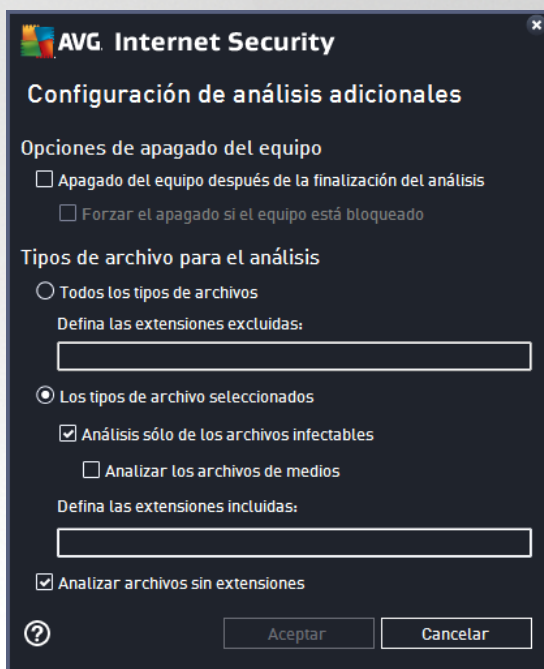 AVG. Internet Security
Configuración de análisis adicionales
Opciones de apagado del equipo
Apagado del equipo después de la finalización del análisis
Forzar el apagado si el equipo está bloqueado
Tipos de archivo para el análisis
Todos los tipos de archivos
Defina las extensiones excluidas:
Los tipos de archivo seleccionados
Análisis sólo de los archivos infectables
Analizar los archivos de medios
Defina las extensiones incluidas:
Analizar archivos sin extensiones
Aceptar
Cancelar